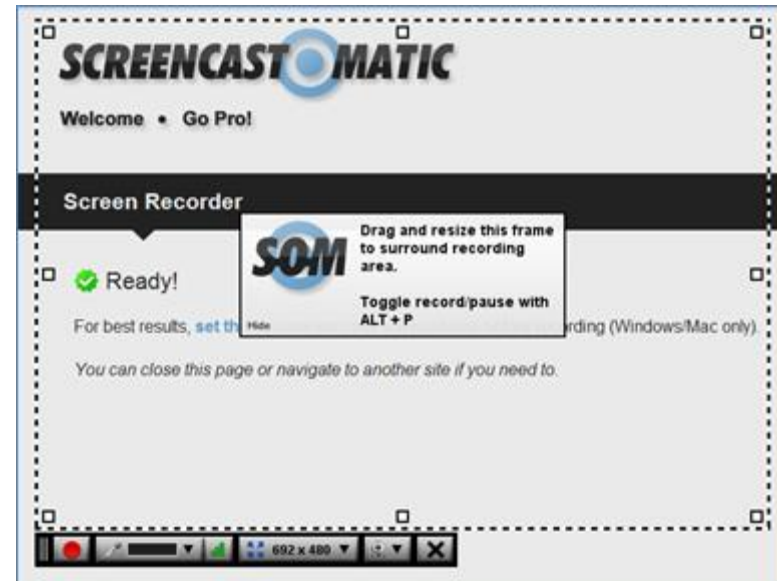 SCREENCAST O MATIC
Welcome • Go Pro!
Screen Recorder
SOM
Drag and resize this frame
to surround recording
area.
Toggle record/pause with
ALT + P
Hide
Ready!
For best results, set th rding (Windows/Mac only).
You can close this page or navigate to another site if you need to.
692 x 480